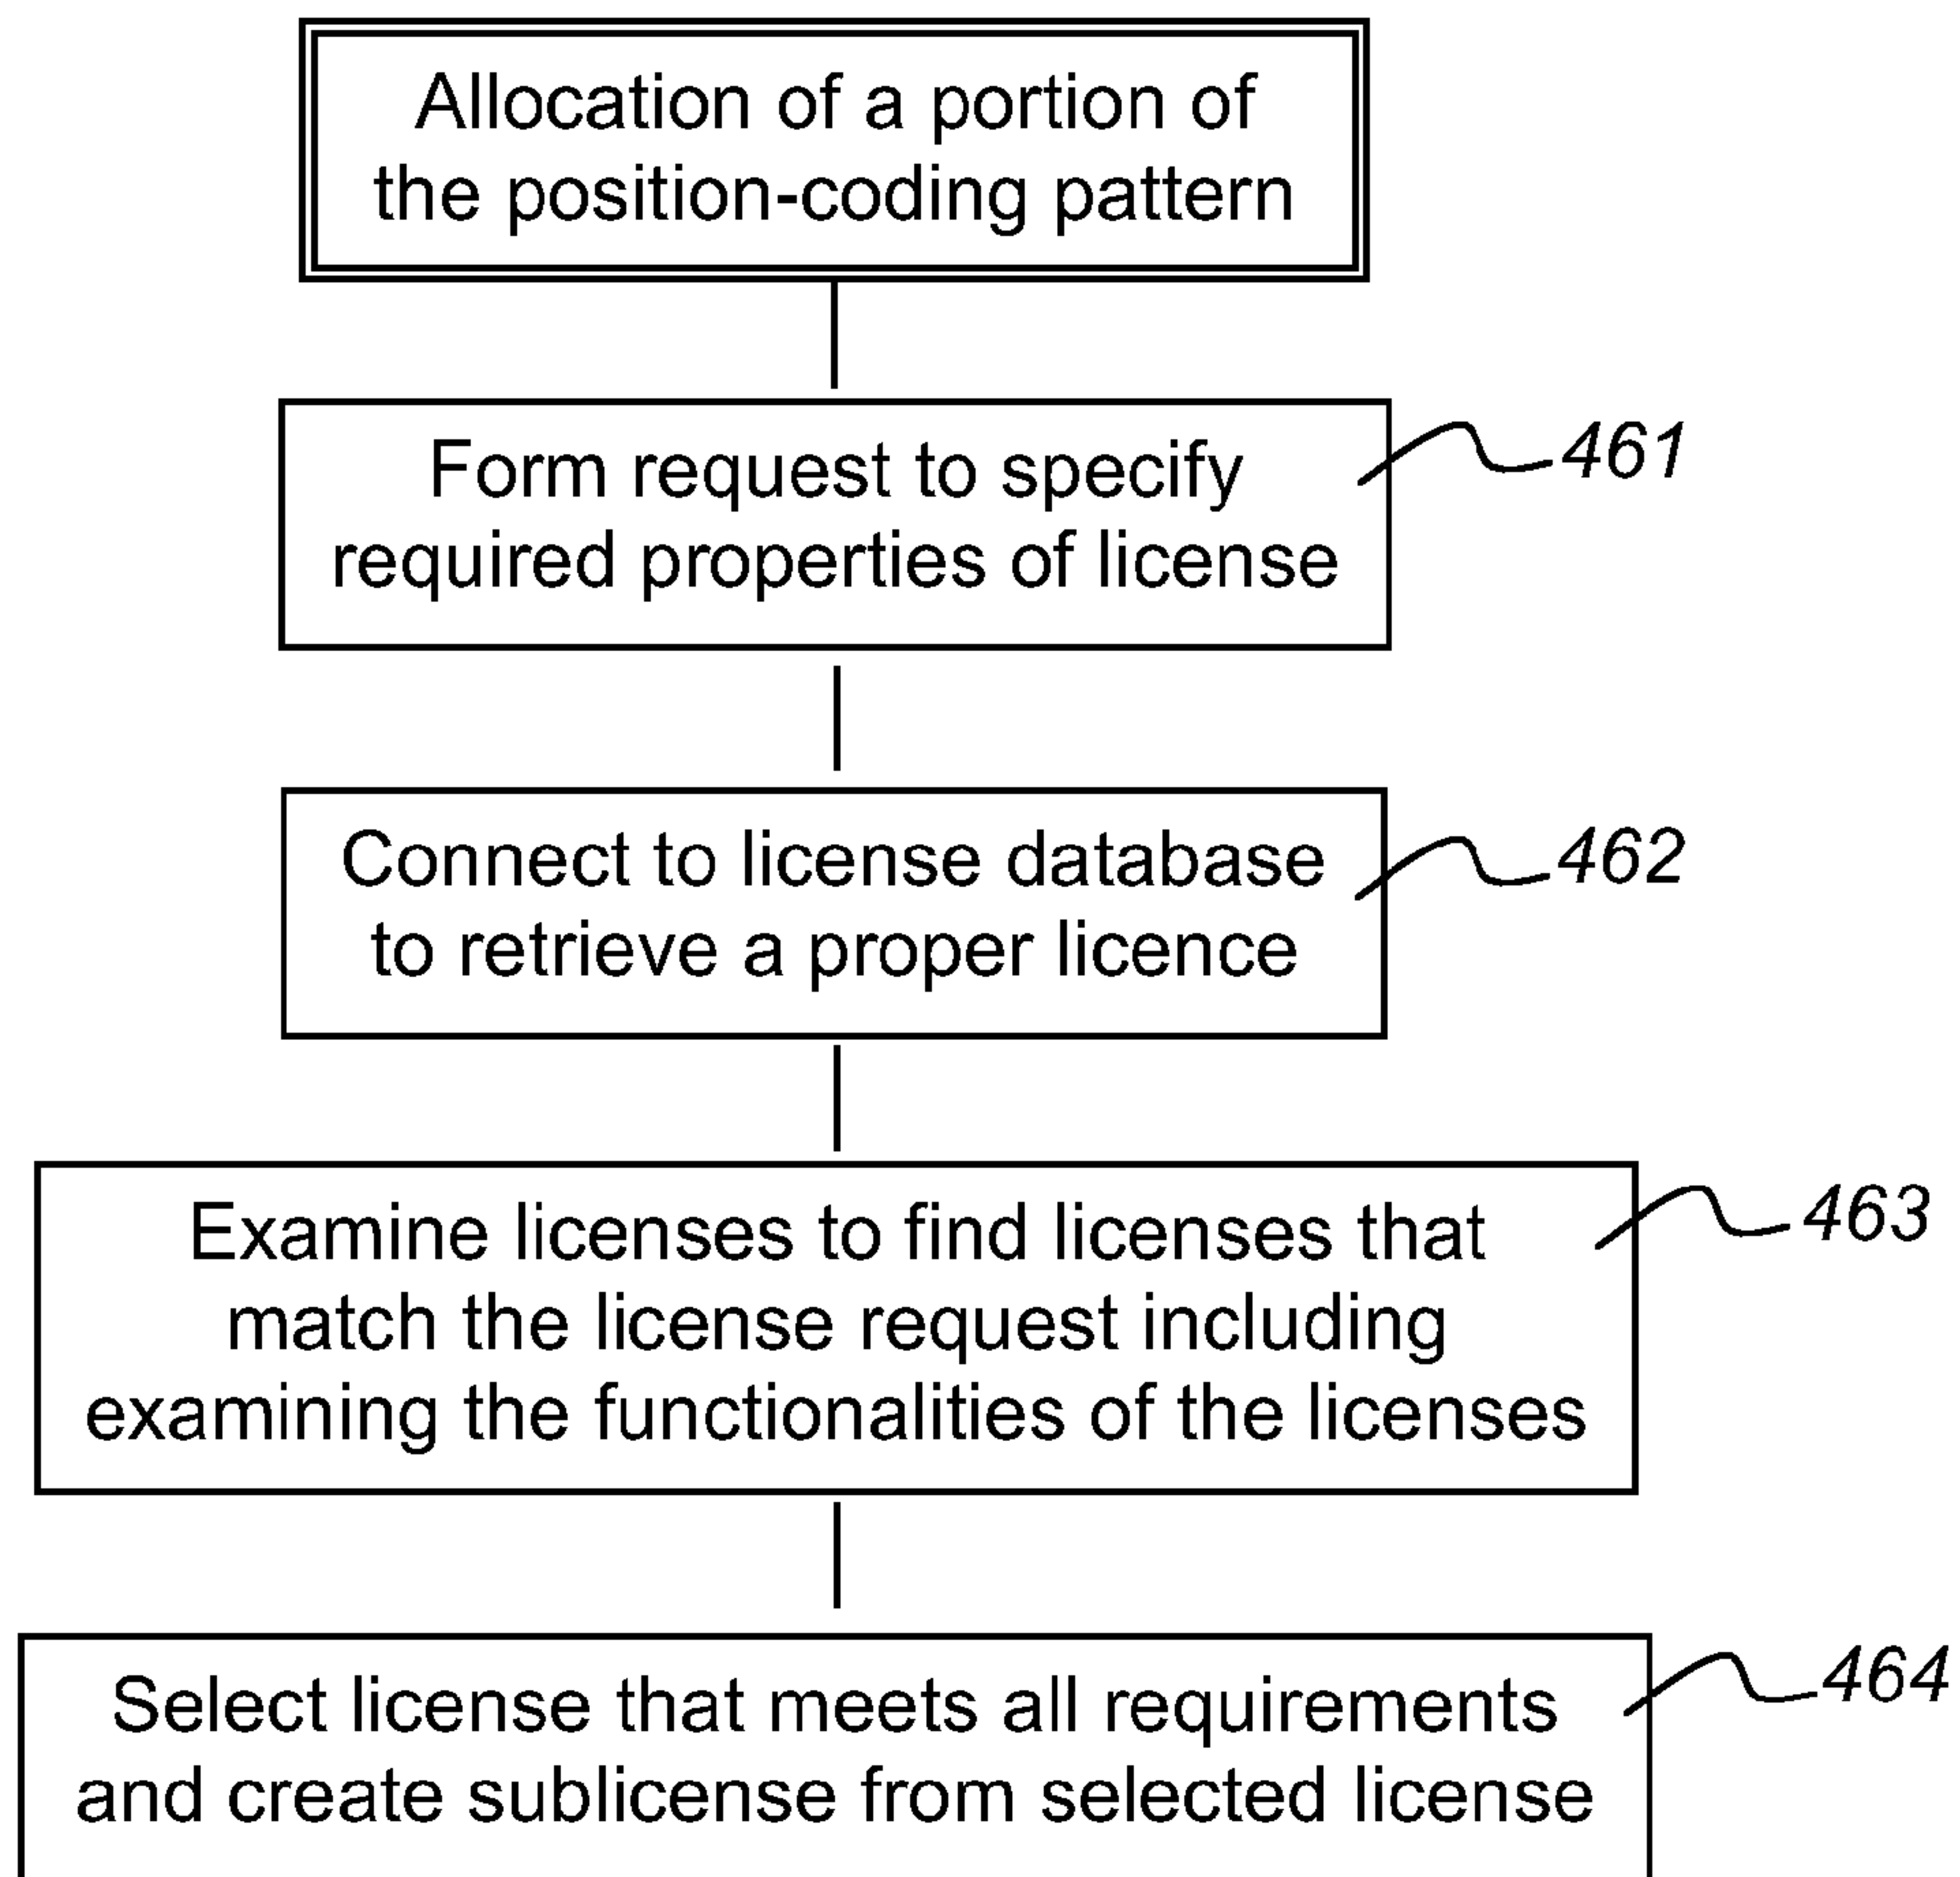 Allocation of a portion of
the position-coding pattern
Form request to specify
required properties of license
461
Connect to license database
to retrieve a proper licence
462
Examine licenses to find licenses that
match the license request including
examining the functionalities of the licenses
463
Select license that meets all requirements
and create sublicense from selected license
464